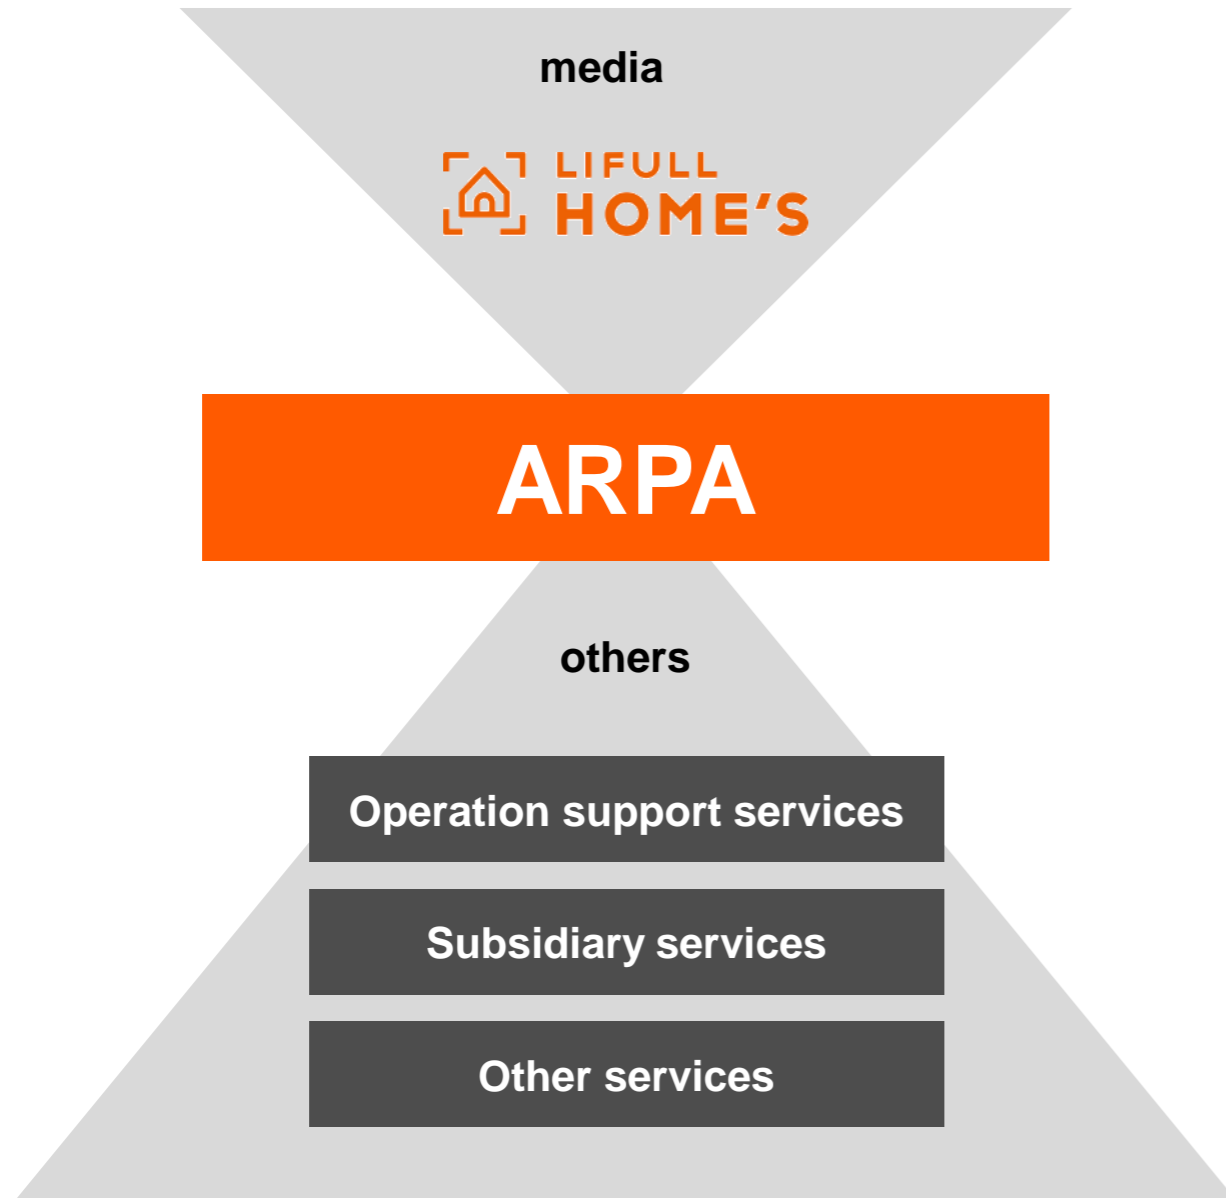 media
LIFULL
HOME'S
ARPA
others
Operation support services
Subsidiary services
Other services